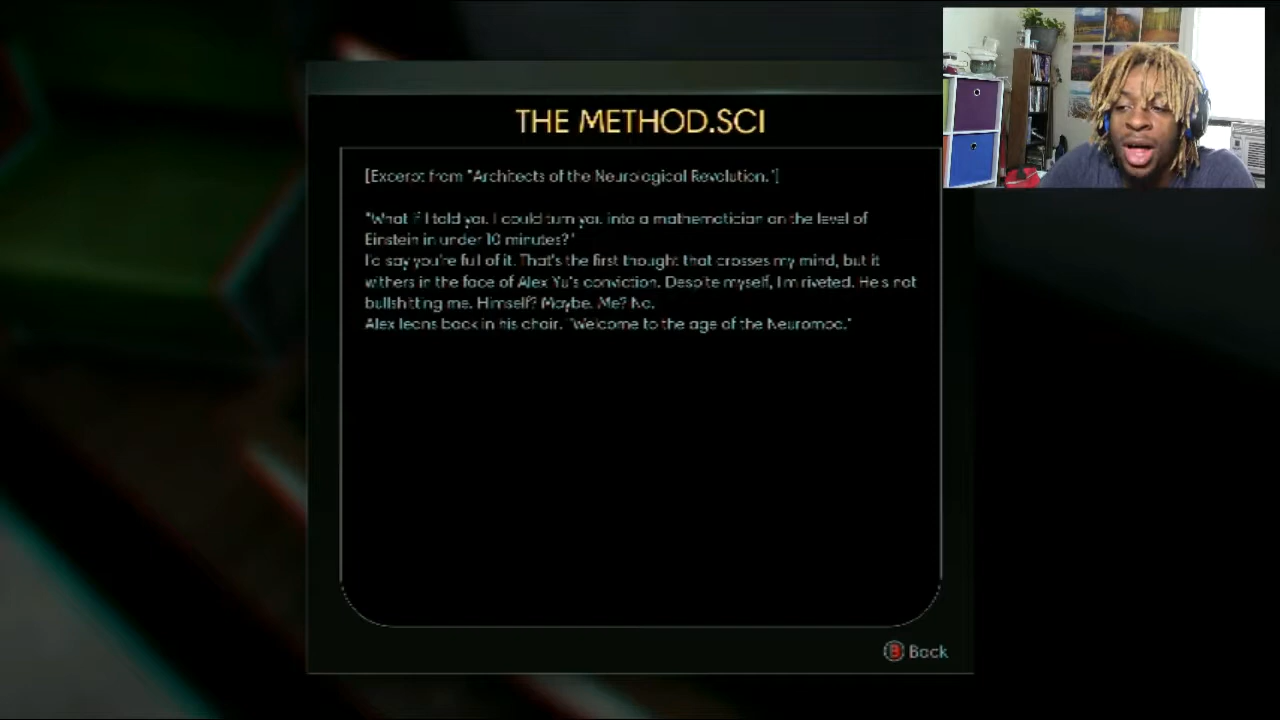 THE METHOD.SCI
[Excerpt from "Architects of the Neurological Revolution."]
"What if I told you I could turn you into a mathematician on the level of
Einstein in under 10 minutes?"
I'd say you're full of it. That's the first thought that crosses my mind, but it
withers in the face of Alex Yu's conviction. Despite myself, I'm riveted. He's not
bullshitting me. Himself? Maybe. Me? No.
Alex leans back in his chair. "Welcome to the age of the Neuromod."
B Back